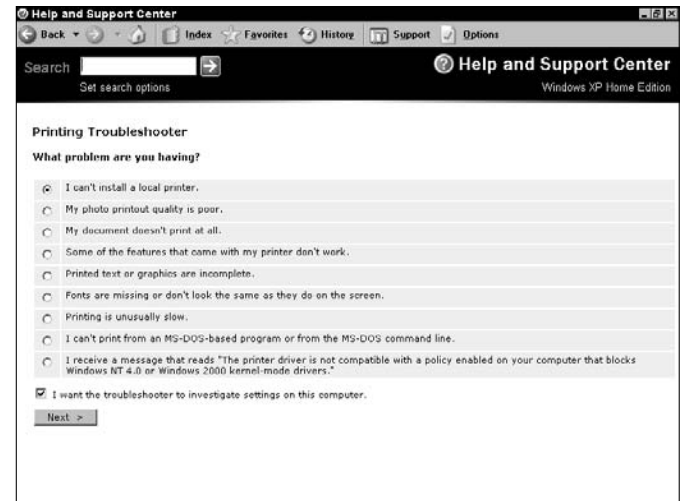 Help and Support Center
Back Index Favorites History Support Options
Search
Help and Support Center
Set search options
Windows XP Home Edition
Printing Troubleshooter
What problem are you having?
I can't install a local printer.
My photo printout quality is poor.
My document doesn't print at all.
Some of the features that came with my printer don't work.
Printed text or graphics are incomplete.
Fonts are missing or don't look the same as they do on the screen.
Printing is unusually slow.
I can't print from an MS-DOS-based program or from the MS-DOS command line.
I receive a message that reads "The printer driver is not compatible with a policy enabled on your computer that blocks
Windows NT 4.0 or Windows 2000 kernel-mode drivers."
I want the troubleshooter to investigate settings on this computer.
Next >